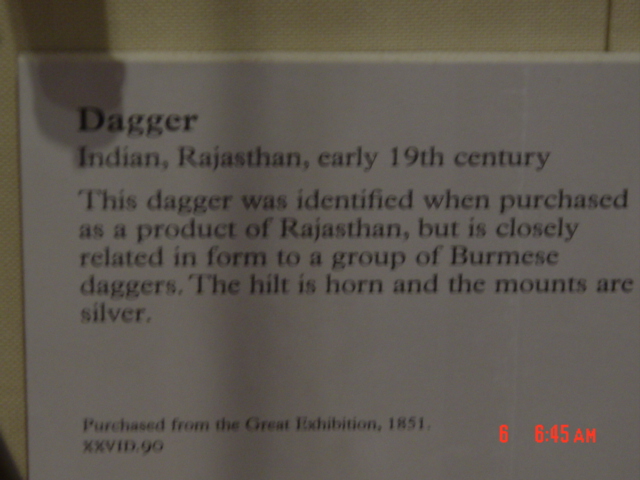 Dagger
Indian, Rajasthan, early 19th century
This dagger was identified when purchased
as a product of Rajasthan, but is closely
related in form to a group of Burmese
daggers. The hilt is horn and the mounts are
silver.
Purchased from the Great Exhibition, 1851.
XXVID.90
6 6:45 AM